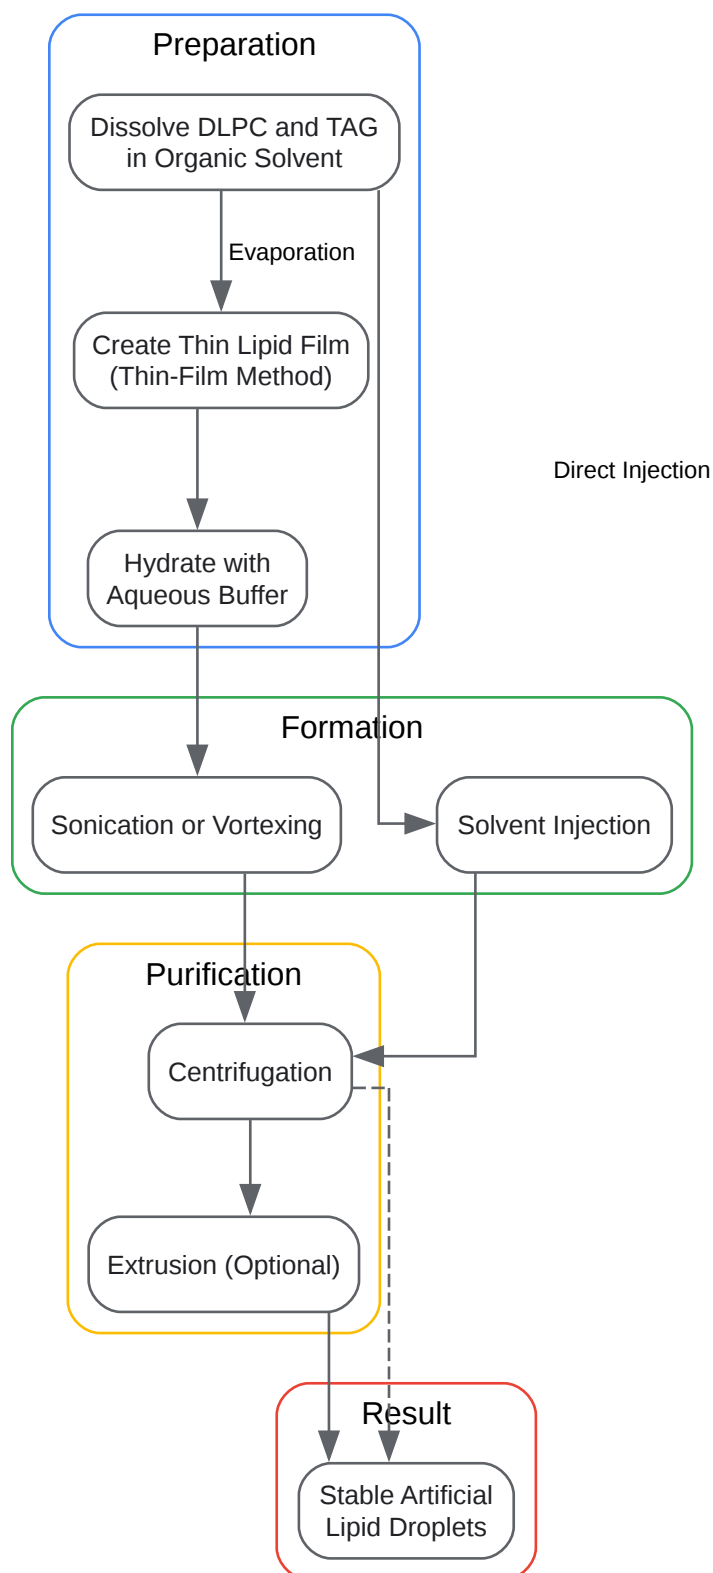 Preparation
Dissolve DLPC and TAG
in Organic Solvent
Evaporation
Create Thin Lipid Film
(Thin-Film Method)
Direct Injection
Hydrate with
Aqueous Buffer
Formation
Sonication or Vortexing
Solvent Injection
Purification
Centrifugation
Extrusion (Optional)
Result
Stable Artificial
Lipid Droplets